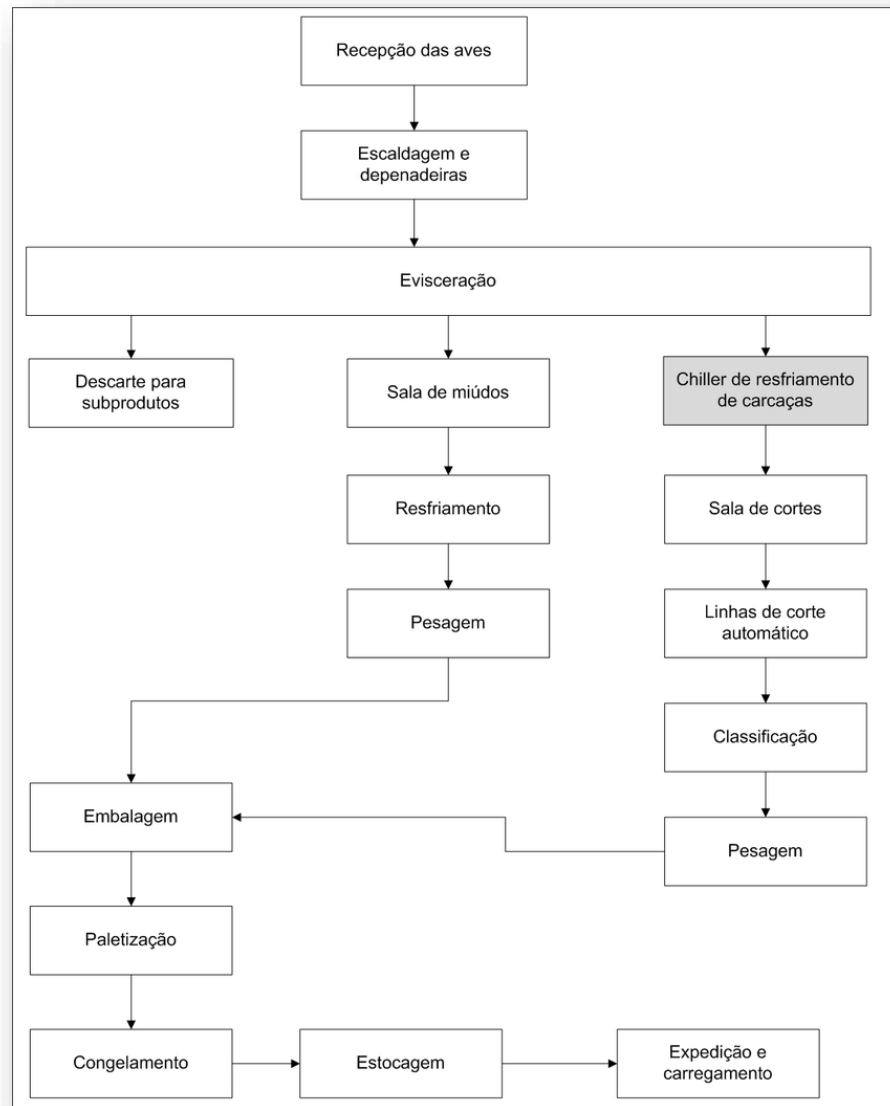 Recepção das aves
Escaldagem e
depenadeiras
Evisceração
Descarte para
subprodutos
Sala de miúdos
Chiller de resfriamento
de carcaças
Resfriamento
Sala de cortes
Pesagem
Linhas de corte
automático
Classificação
Embalagem
Pesagem
Paletização
Congelamento
Estocagem
Expedição e
carregamento